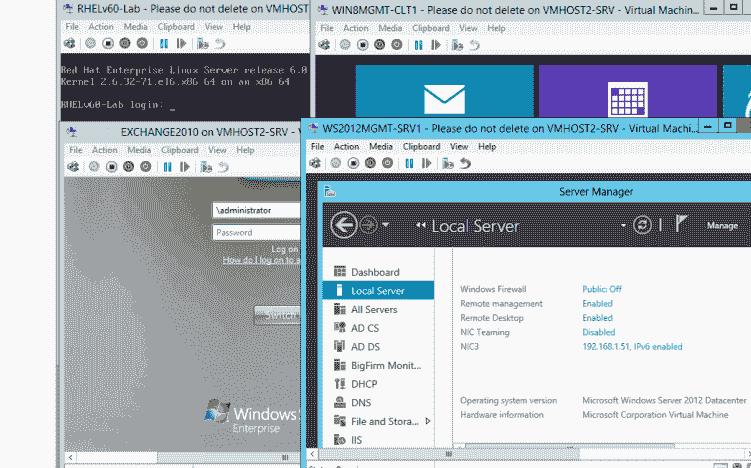 RHELv60-Lab - Please do not delete on VMHOST
File Action Media Clipboard View Help
Red Hat Enterprise Linux Server release 6.0
Kernel 2.6.32-71.el6.x86_64 on an x86_64
RHELv60-Lab login: _
WIN8MGMT-CLT1 - Please do not delete on VMHOST2-SRV - Virtual Machin...
File Action Media Clipboard View Help
EXCHANGE2010 on VMHOST2-SRV - V
File Action Media Clipboard View Help
\administrator
Password
Log on
How do I log on to a
Switch
Windows S
Enterprise
WS2012MGMT-SRV1 - Please do not delete on VMHOST2-SRV - Virtual Machi...
File Action Media Clipboard View Help
Server Manager
Local Server
Manage
Dashboard
Local Server
All Servers
AD CS
AD DS
BigFirm Monit...
DHCP
DNS
File and Stora...
IIS
Windows Firewall Public: Off
Remote management Enabled
Remote Desktop Enabled
NIC Teaming Disabled
NIC3 192.168.1.51, IPv6 enabled
Operating system version Microsoft Windows Server 2012 Datacenter
Hardware information Microsoft Corporation Virtual Machine